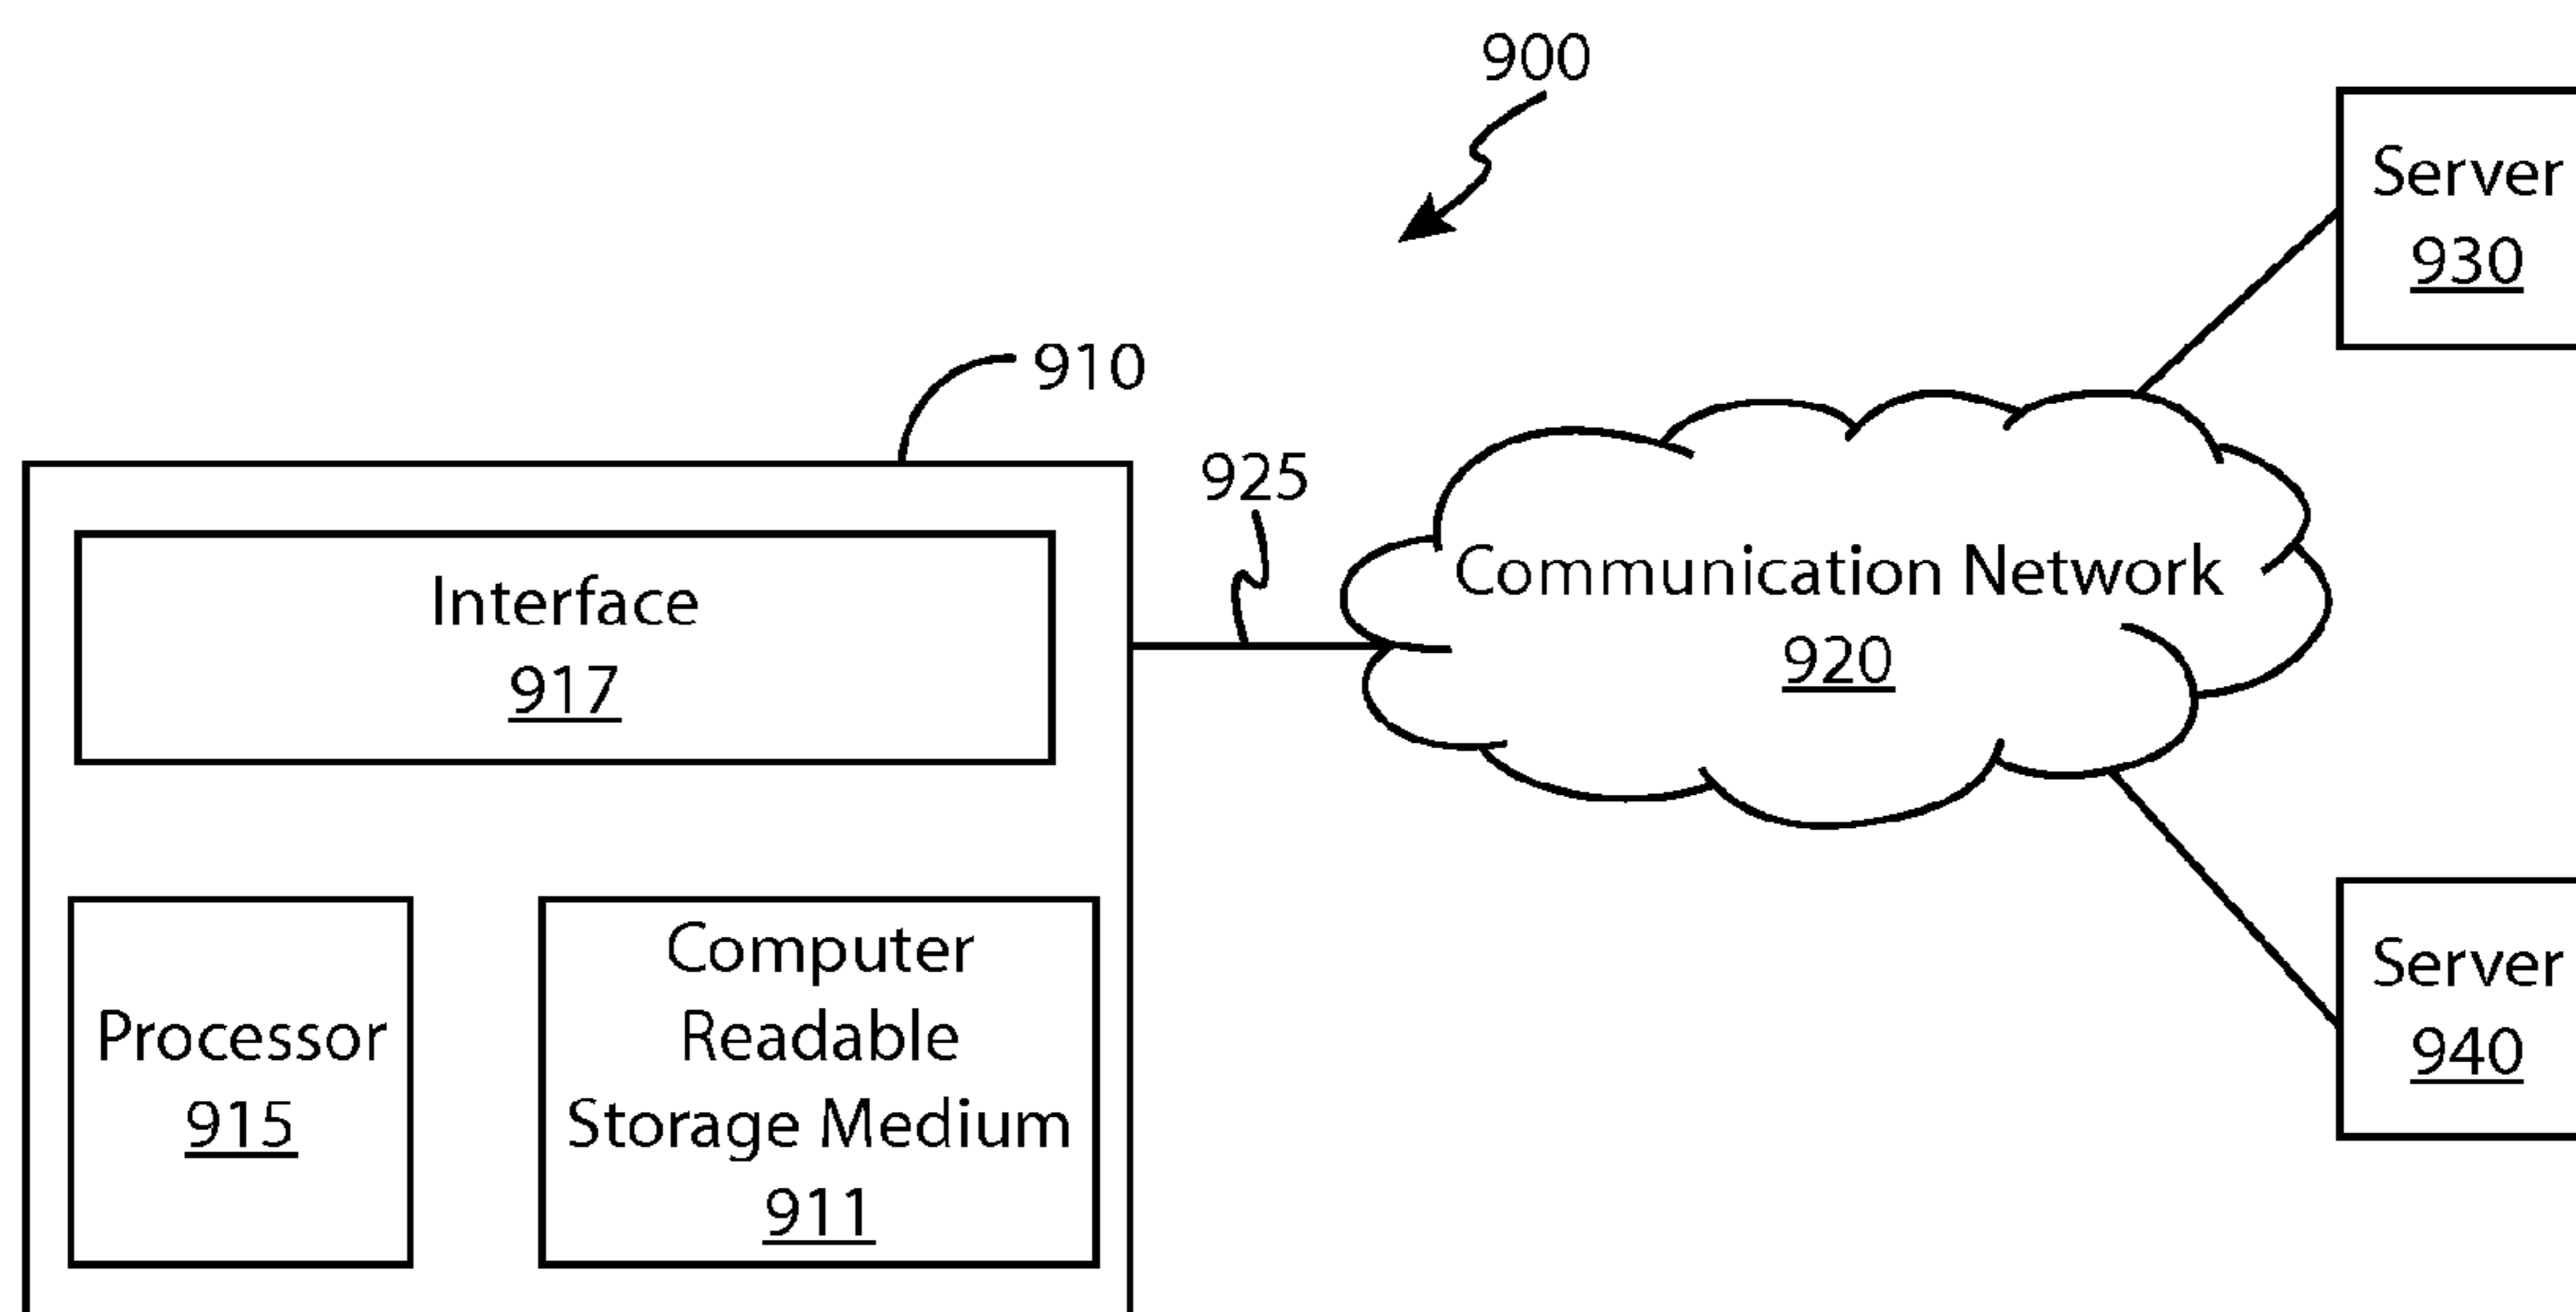 900
Server
930
910
925
Interface
917
Communication Network
920
Processor
915
Computer
Readable
Storage Medium
911
Server
940